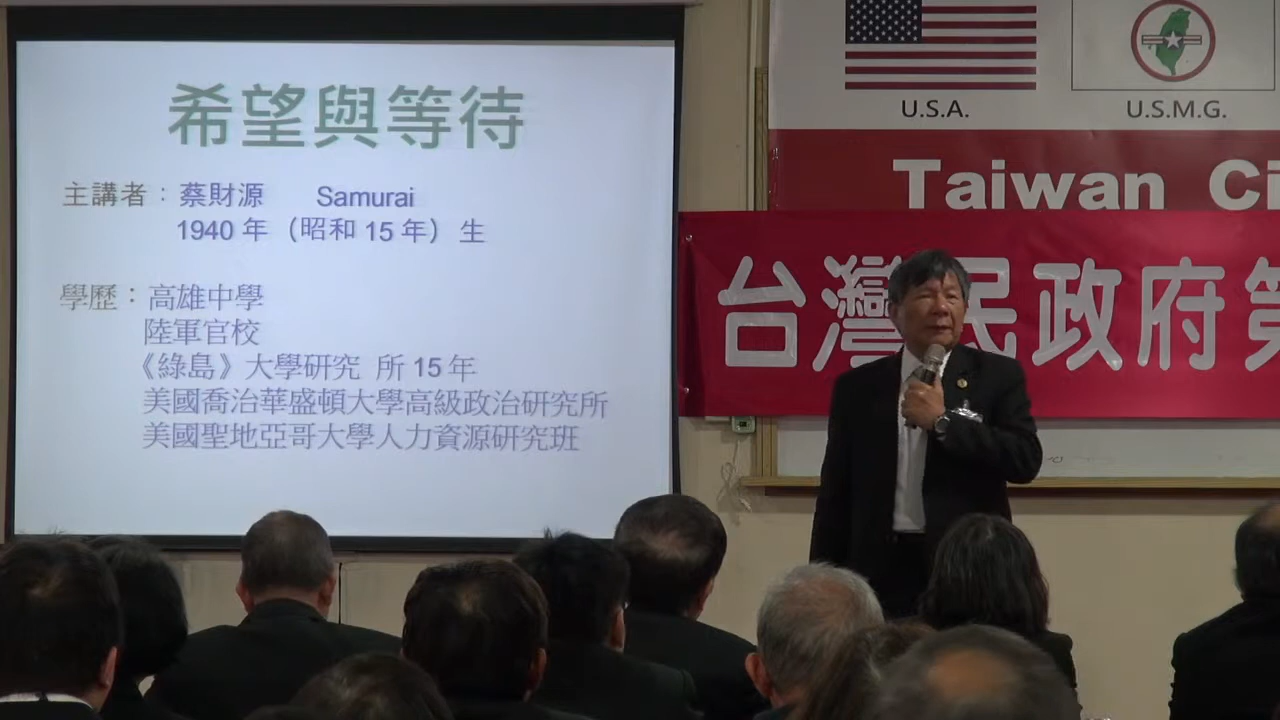 希望與等待
主講者：蔡財源 Samurai
1940 年（昭和 15 年）生
學歷：高雄中學
陸軍官校
《綠島》大學研究 所 15 年
美國喬治華盛頓大學高級政治研究所
美國聖地亞哥大學人力資源研究班
U.S.A.
U.S.M.G.
Taiwan Ci
台灣民政府第